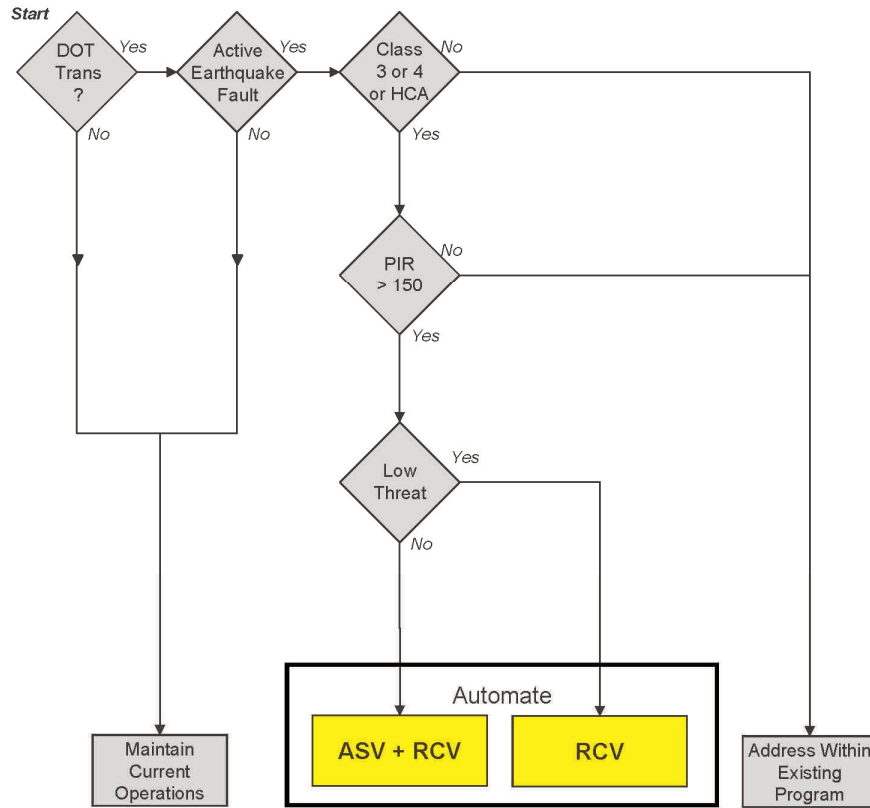 Start
DOT
Trans
?
Yes
No
Active
Earthquake
Fault
Yes
No
Class
3 or 4
or HCA
No
Yes
PIR
> 150
No
Yes
Low
Threat
Yes
No
Automate
ASV + RCV
RCV
Maintain
Current
Operations
Address Within
Existing
Program